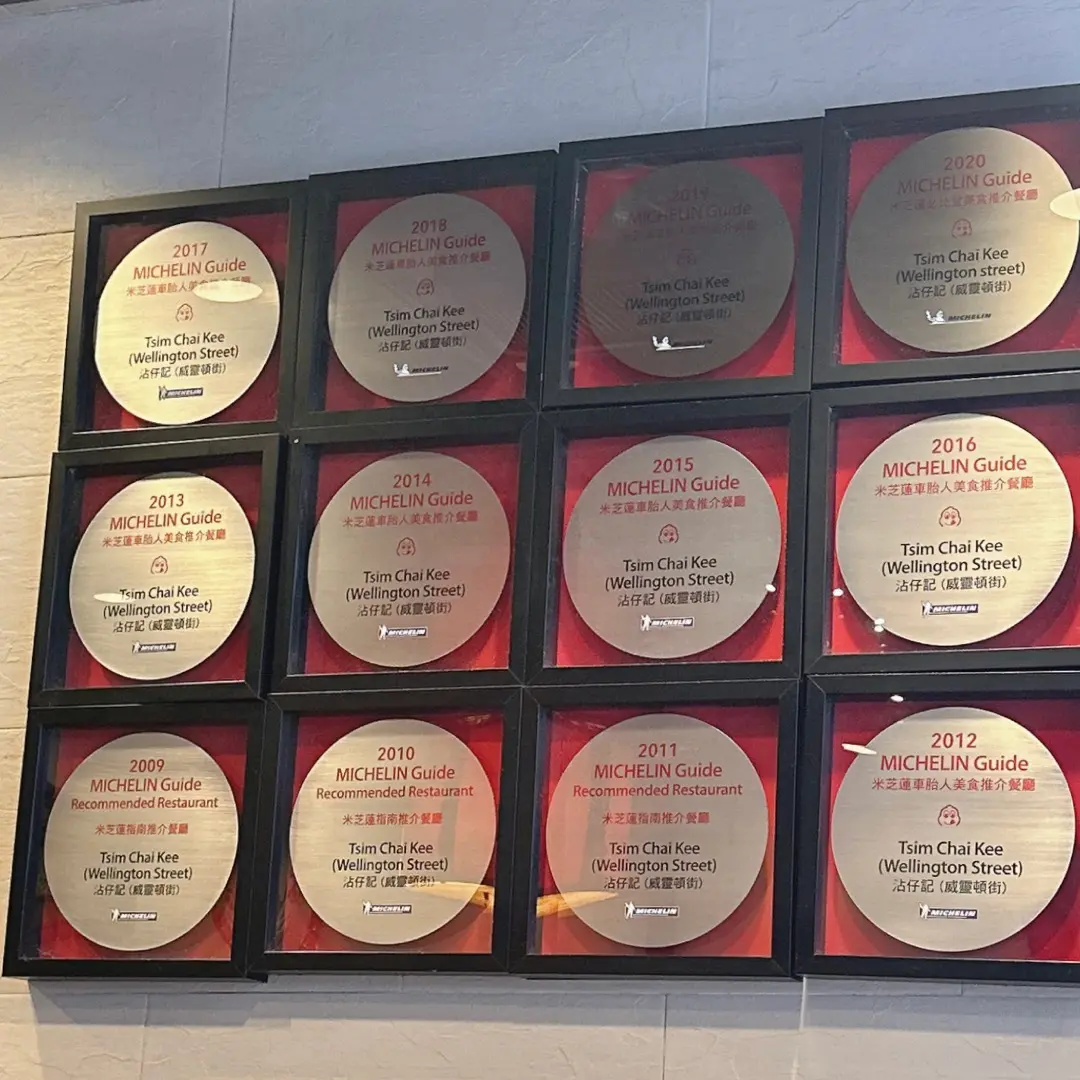 2017
MICHELIN Guide
米芝蓮車胎人美食推介餐廳
Tsim Chai Kee
(Wellington Street)
沾仔記 (威靈頓街)
MICHELIN
2018
MICHELIN Guide
米芝蓮車胎人美食推介餐廳
Tsim Chai Kee
(Wellington Street)
沾仔記 (威靈頓街)
MICHELIN
2019
MICHELIN Guide
Tsim Chai Kee
(Wellington Street)
沾仔記 (威靈頓街)
MICHELIN
2020
MICHELIN Guide
米芝蓮必比登美食推介餐廳
Tsim Chai Kee
(Wellington street)
沾仔記 (威靈頓街)
MICHELIN
2013
MICHELIN Guide
米芝蓮車胎人美食推介餐廳
Tsim Chai Kee
(Wellington Street)
沾仔記 (威靈頓街)
MICHELIN
2014
MICHELIN Guide
米芝蓮車胎人美食推介餐廳
Tsim Chai Kee
(Wellington Street)
沾仔記 (威靈頓街)
MICHELIN
2015
MICHELIN Guide
米芝蓮車胎人美食推介餐廳
Tsim Chai Kee
(Wellington Street)
沾仔記 (威靈頓街)
MICHELIN
2016
MICHELIN Guide
米芝蓮車胎人美食推介餐廳
Tsim Chai Kee
(Wellington Street)
沾仔記 (威靈頓街)
MICHELIN
2009
MICHELIN Guide
Recommended Restaurant
米芝蓮指南推介餐廳
Tsim Chai Kee
(Wellington Street)
沾仔記 (威靈頓街)
MICHELIN
2010
MICHELIN Guide
Recommended Restaurant
米芝蓮指南推介餐廳
Tsim Chai Kee
(Wellington Street)
沾仔記 (威靈頓街)
MICHELIN
2011
MICHELIN Guide
Recommended Restaurant
米芝蓮指南推介餐廳
Tsim Chai Kee
(Wellington Street)
沾仔記 (威靈頓街)
MICHELIN
2012
MICHELIN Guide
米芝蓮車胎人美食推介餐廳
Tsim Chai Kee
(Wellington Street)
沾仔記 (威靈頓街)
MICHELIN